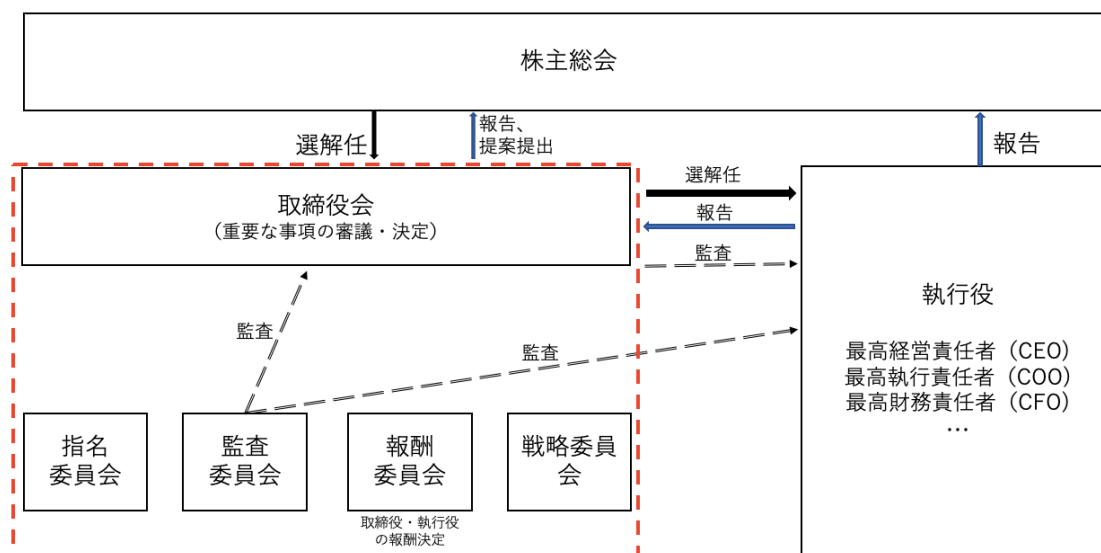 株主総会
選解任
報告、
提案提出
報告
取締役会
（重要な事項の審議・決定）
選解任
報告
監査
執行役
監査
監査
最高経営責任者（CEO）
最高執行責任者（COO）
最高財務責任者（CFO）
…
指名
委員会
監査
委員会
報酬
委員会
戦略委員
会
取締役・執行役
の報酬決定